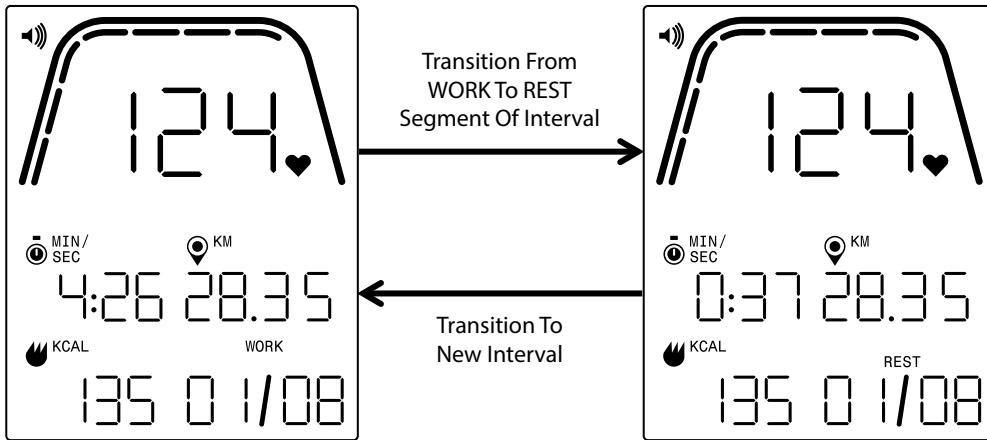 124
MIN/
SEC
KM
4:26 28.35
KCAL
WORK
135 01/08
Transition From
WORK To REST
Segment Of Interval
Transition To
New Interval
124
MIN/
SEC
KM
0:37 28.35
KCAL
REST
135 01/08